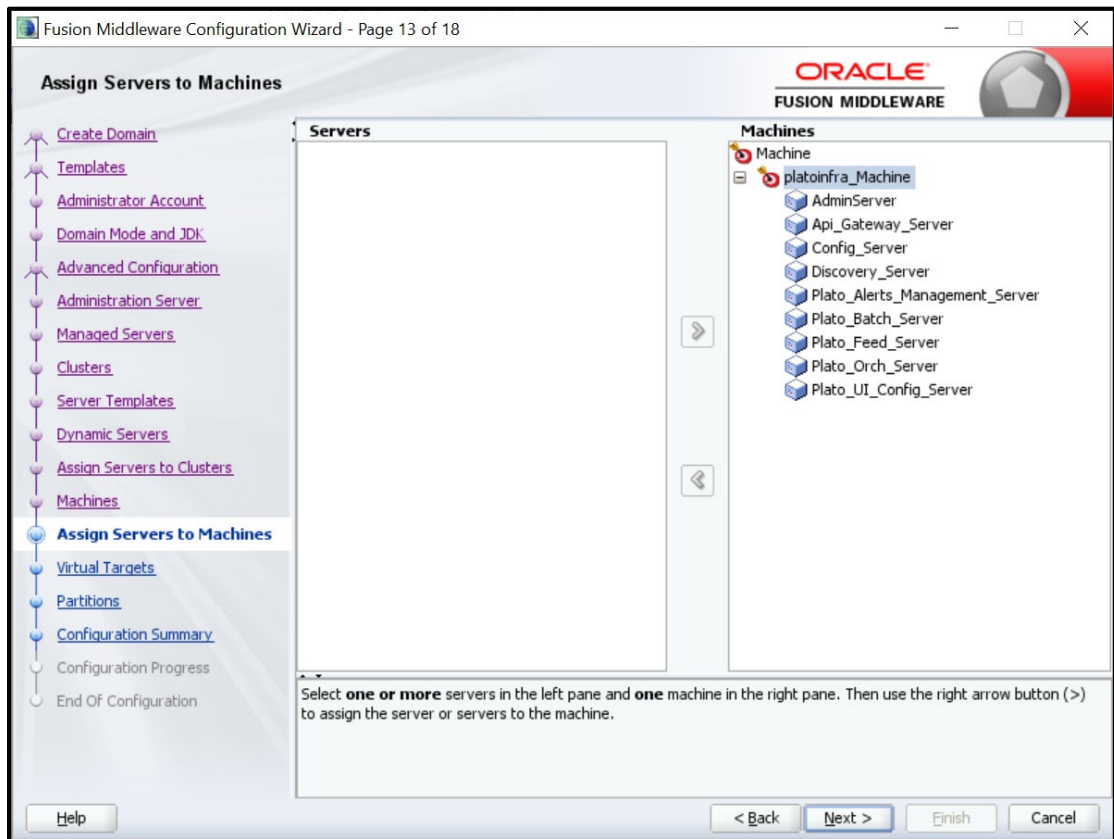 Fusion Middleware Configuration Wizard - Page 13 of 18
Assign Servers to Machines
ORACLE
FUSION MIDDLEWARE
Create Domain
Templates
Administrator Account
Domain Mode and JDK
Advanced Configuration
Administration Server
Managed Servers
Clusters
Server Templates
Dynamic Servers
Assign Servers to Clusters
Machines
Assign Servers to Machines
Virtual Targets
Partitions
Configuration Summary
Configuration Progress
End Of Configuration
Servers
Machines
Machine
platoinfra_Machine
AdminServer
Api_Gateway_Server
Config_Server
Discovery_Server
Plato_Alerts_Management_Server
Plato_Batch_Server
Plato_Feed_Server
Plato_Orch_Server
Plato_UI_Config_Server
Select one or more servers in the left pane and one machine in the right pane. Then use the right arrow button (>)
to assign the server or servers to the machine.
Help
< Back
Next >
Finish
Cancel